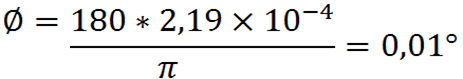 ∅ = (180 * 2,19 × 10⁻⁴) / π = 0,01°